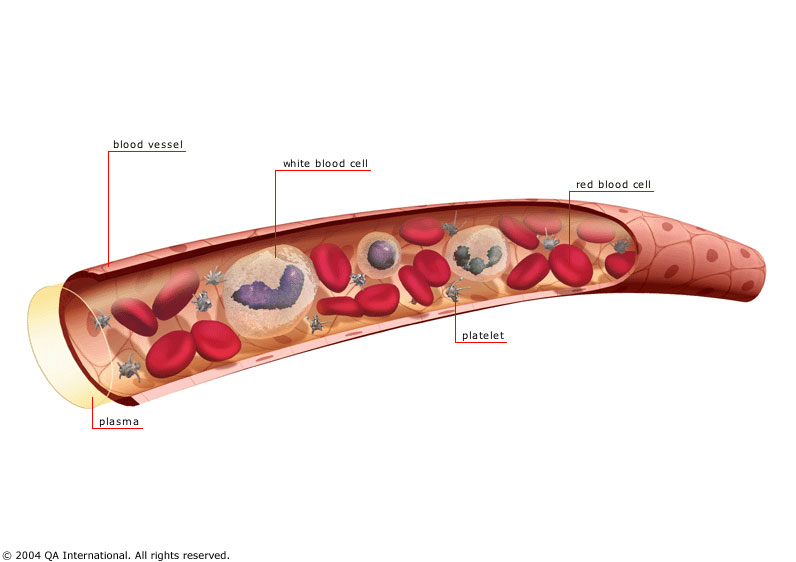 blood vessel
white blood cell
red blood cell
platelet
plasma
© 2004 QA International. All rights reserved.